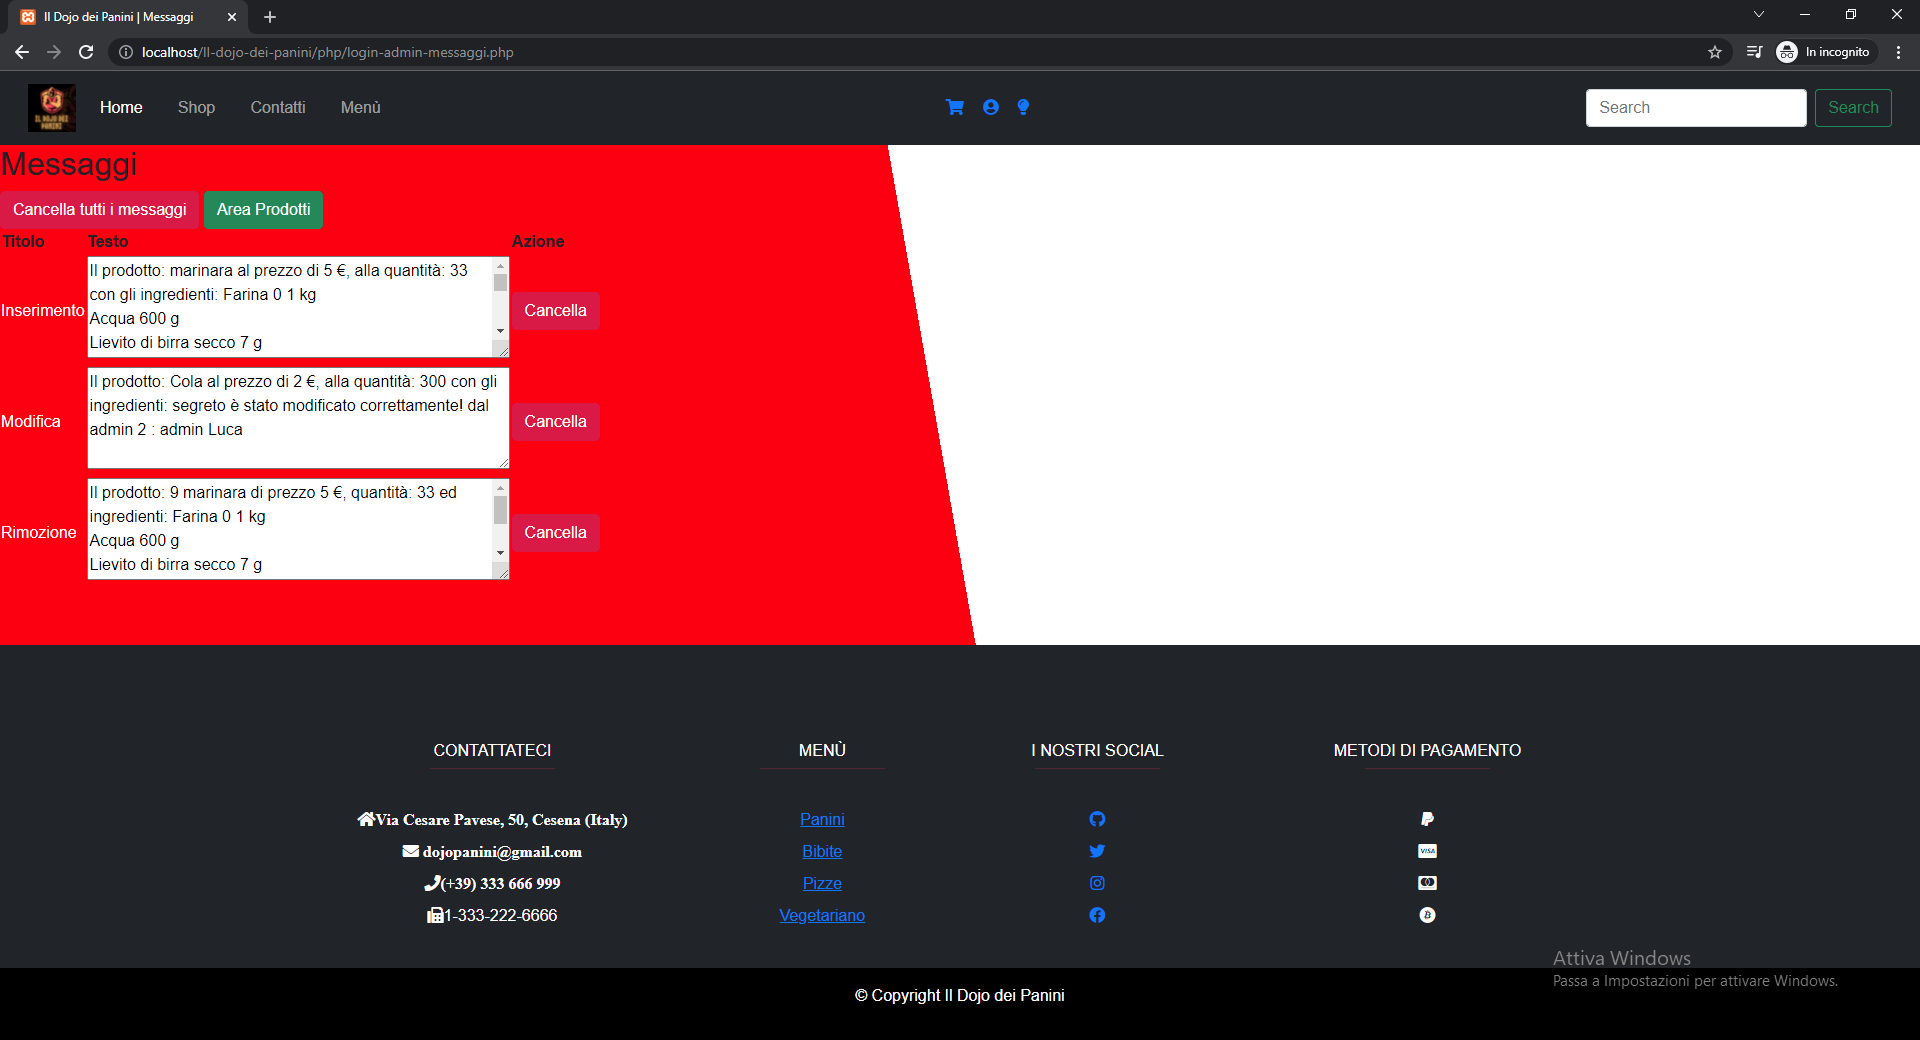 Il Dojo dei Panini | Messaggi
localhost/Il-dojo-dei-panini/php/login-admin-messaggi.php
In incognito
IL DOJO DEI
PANINI
Home
Shop
Contatti
Menù
Search
Search
Messaggi
Cancella tutti i messaggi
Area Prodotti
Titolo Testo Azione
Inserimento
Il prodotto: marinara al prezzo di 5 €, alla quantità: 33
con gli ingredienti: Farina 0 1 kg
Acqua 600 g
Lievito di birra secco 7 g
Cancella
Modifica
Il prodotto: Cola al prezzo di 2 €, alla quantità: 300 con gli
ingredienti: segreto è stato modificato correttamente! dal
admin 2 : admin Luca
Cancella
Rimozione
Il prodotto: 9 marinara di prezzo 5 €, quantità: 33 ed
ingredienti: Farina 0 1 kg
Acqua 600 g
Lievito di birra secco 7 g
Cancella
CONTATTATECI
Via Cesare Pavese, 50, Cesena (Italy)
dojopanini@gmail.com
(+39) 333 666 999
1-333-222-6666
MENÙ
Panini
Bibite
Pizze
Vegetariano
I NOSTRI SOCIAL
METODI DI PAGAMENTO
VISA
Attiva Windows
Passa a Impostazioni per attivare Windows.
© Copyright Il Dojo dei Panini